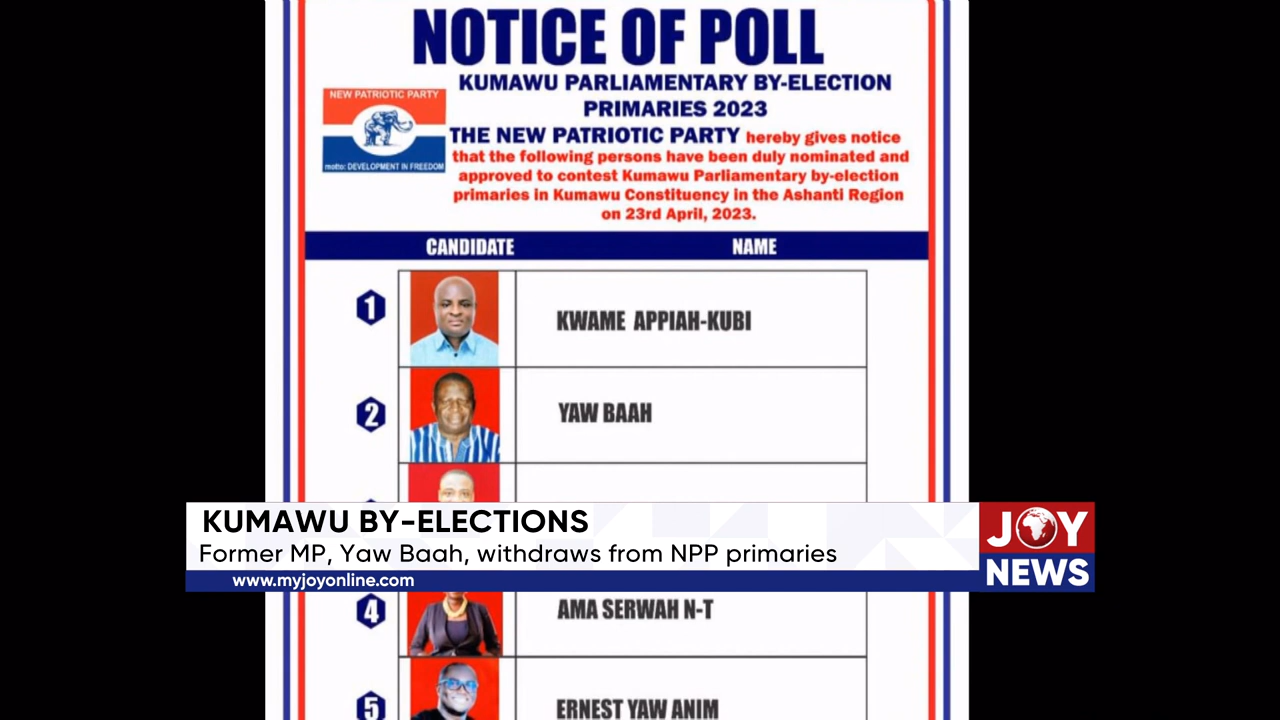 NOTICE OF POLL
KUMAWU PARLIAMENTARY BY-ELECTION
PRIMARIES 2023
NEW PATRIOTIC PARTY
motto: DEVELOPMENT IN FREEDOM
THE NEW PATRIOTIC PARTY hereby gives notice
that the following persons have been duly nominated and
approved to contest Kumawu Parliamentary by-election
primaries in Kumawu Constituency in the Ashanti Region
on 23rd April, 2023.
CANDIDATE NAME
1 KWAME APPIAH-KUBI
2 YAW BAAH
KUMAWU BY-ELECTIONS
Former MP, Yaw Baah, withdraws from NPP primaries
www.myjoyonline.com
JOY
NEWS
4 AMA SERWAH N-T
5 ERNEST YAW ANIM